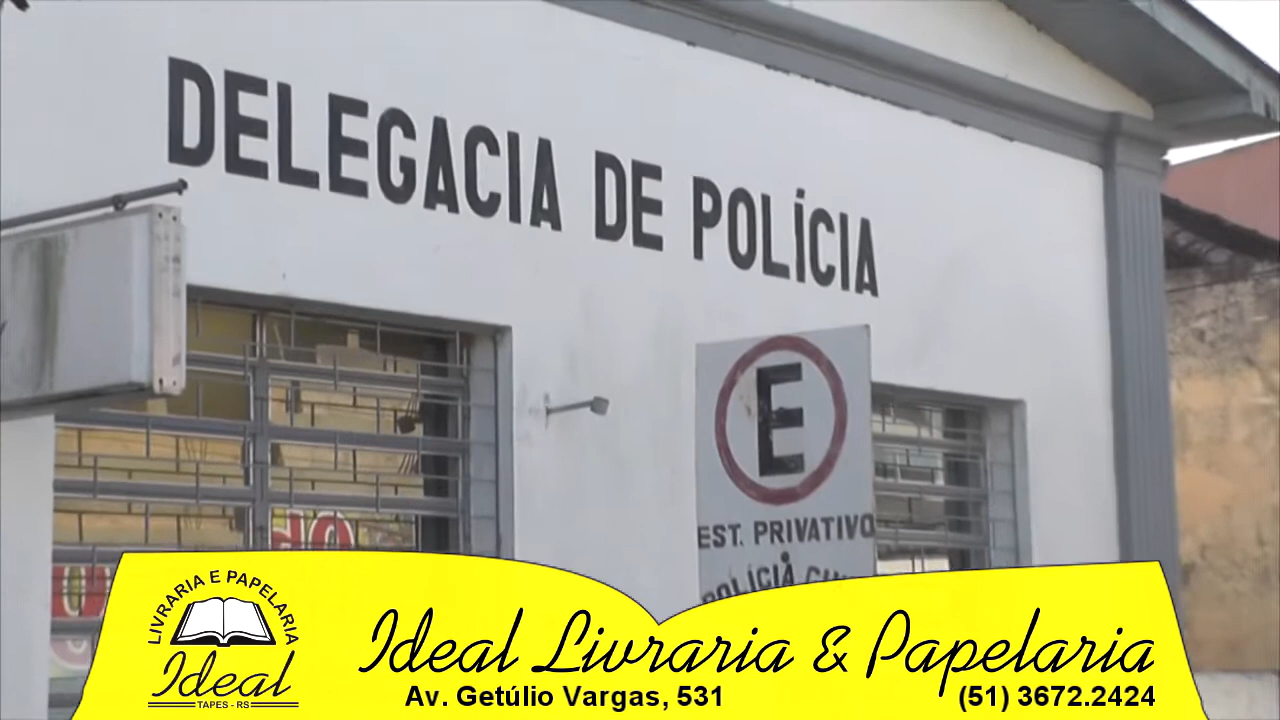 DELEGACIA DE POLÍCIA
E
EST. PRIVATIVO
POLÍCIA
LIVRARIA E PAPELARIA
Ideal
TAPES - RS
Ideal Livraria & Papelaria
Av. Getúlio Vargas, 531
(51) 3672.2424